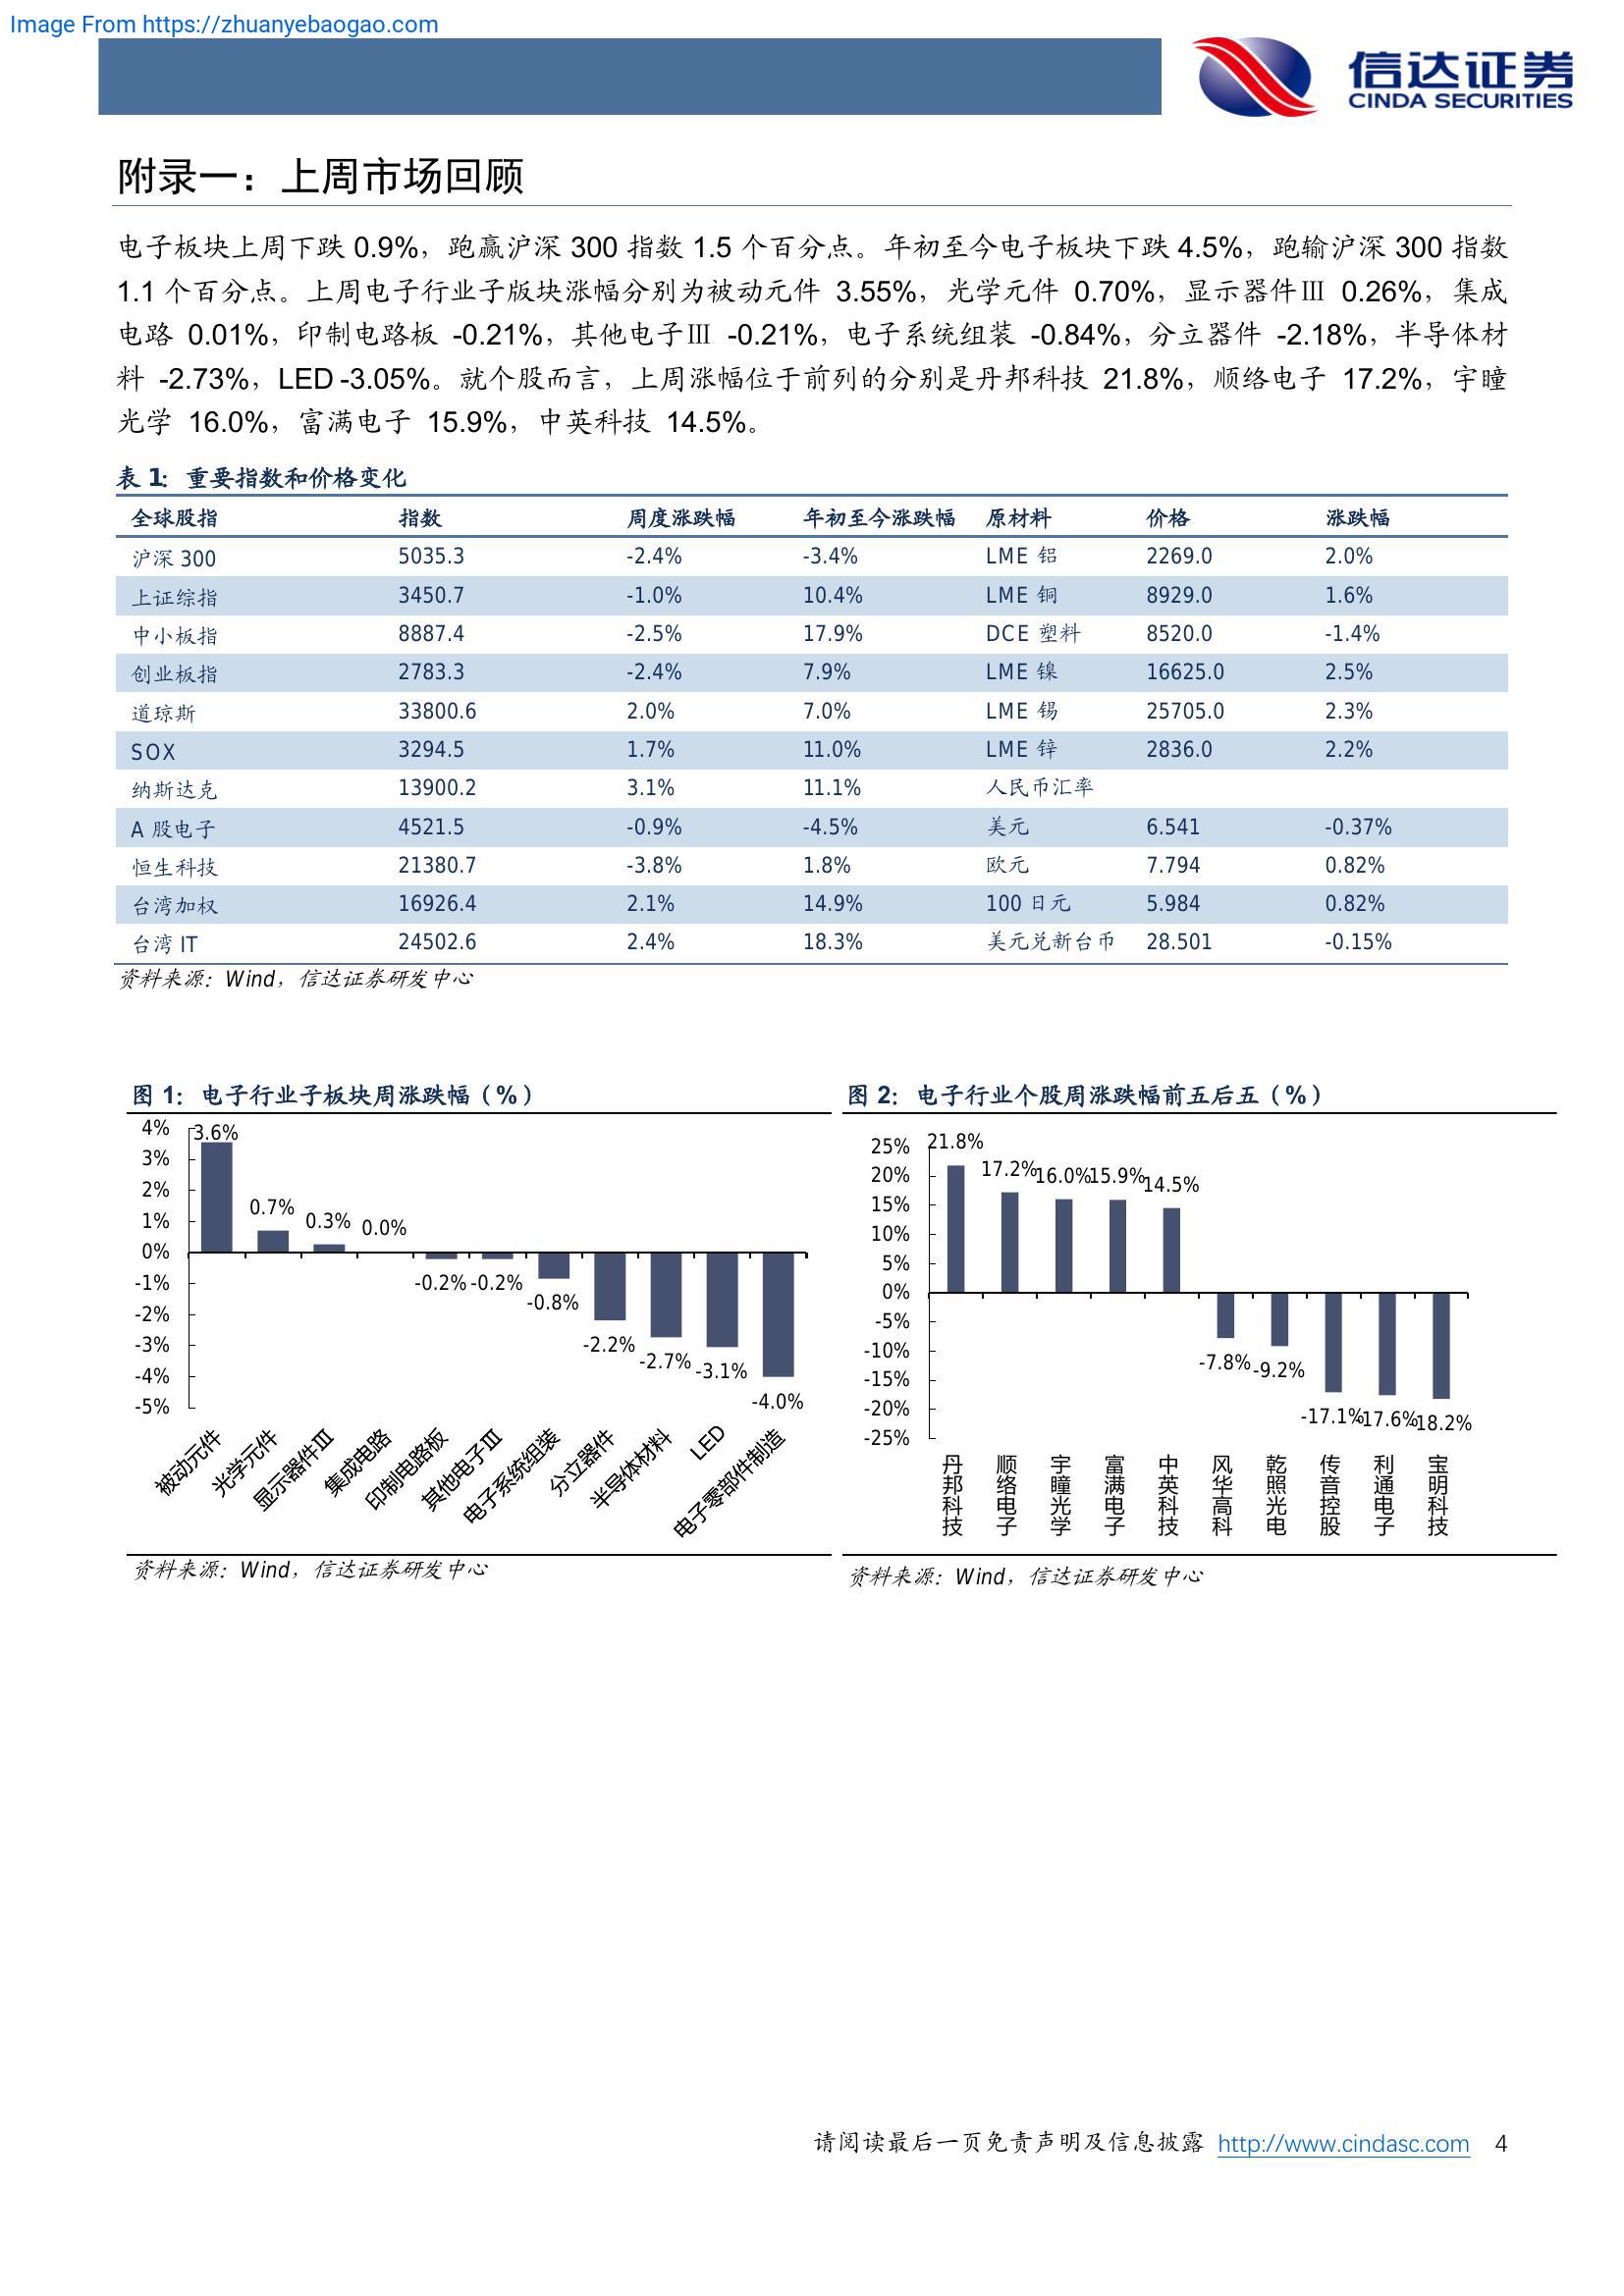 Image From https://zhuanyebaogao.com
信达证券
CINDA SECURITIES
附录一：上周市场回顾
电子板块上周下跌 0.9%，跑赢沪深 300 指数 1.5 个百分点。年初至今电子板块下跌 4.5%，跑输沪深 300 指数
1.1 个百分点。上周电子行业子版块涨幅分别为被动元件 3.55%，光学元件 0.70%，显示器件Ⅲ 0.26%，集成
电路 0.01%，印制电路板 -0.21%，其他电子Ⅲ -0.21%，电子系统组装 -0.84%，分立器件 -2.18%，半导体材
料 -2.73%，LED -3.05%。就个股而言，上周涨幅位于前列的分别是丹邦科技 21.8%，顺络电子 17.2%，宇瞳
光学 16.0%，富满电子 15.9%，中英科技 14.5%。
表 1: 重要指数和价格变化
全球股指 指数 周度涨跌幅 年初至今涨跌幅 原材料 价格 涨跌幅
沪深 300 5035.3 -2.4% -3.4% LME 铝 2269.0 2.0%
上证综指 3450.7 -1.0% 10.4% LME 铜 8929.0 1.6%
中小板指 8887.4 -2.5% 17.9% DCE 塑料 8520.0 -1.4%
创业板指 2783.3 -2.4% 7.9% LME 镍 16625.0 2.5%
道琼斯 33800.6 2.0% 7.0% LME 锡 25705.0 2.3%
SOX 3294.5 1.7% 11.0% LME 锌 2836.0 2.2%
纳斯达克 13900.2 3.1% 11.1% 人民币汇率
A 股电子 4521.5 -0.9% -4.5% 美元 6.541 -0.37%
恒生科技 21380.7 -3.8% 1.8% 欧元 7.794 0.82%
台湾加权 16926.4 2.1% 14.9% 100 日元 5.984 0.82%
台湾 IT 24502.6 2.4% 18.3% 美元兑新台币 28.501 -0.15%
资料来源：Wind，信达证券研发中心
图 1：电子行业子板块周涨跌幅（%）
4%
3%
2%
1%
0%
-1%
-2%
-3%
-4%
-5%
3.6%
0.7%
0.3%
0.0%
-0.2%
-0.2%
-0.8%
-2.2%
-2.7%
-3.1%
-4.0%
被动元件
光学元件
显示器件Ⅲ
集成电路
印制电路板
其他电子Ⅲ
电子系统组装
分立器件
半导体材料
LED
电子零部件制造
资料来源：Wind，信达证券研发中心
图 2：电子行业个股周涨跌幅前五后五（%）
25%
20%
15%
10%
5%
0%
-5%
-10%
-15%
-20%
-25%
21.8%
17.2%
16.0%
15.9%
14.5%
-7.8%
-9.2%
-17.1%
17.6%
18.2%
丹邦科技
顺络电子
宇瞳光学
富满电子
中英科技
风华高科
乾照光电
传音控股
利通电子
宝明科技
资料来源：Wind，信达证券研发中心
请阅读最后一页免责声明及信息披露 http://www.cindasc.com 4